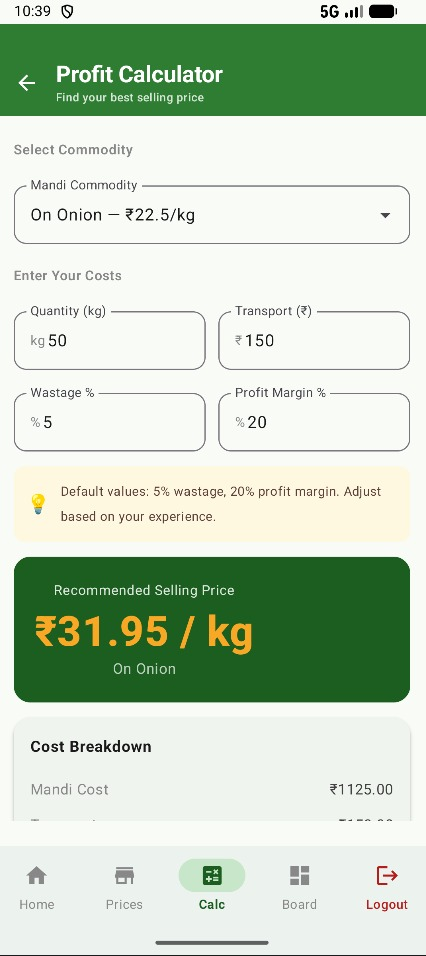 10:39
5G
Profit Calculator
Find your best selling price
Select Commodity
Mandi Commodity
On Onion — ₹22.5/kg
Enter Your Costs
Quantity (kg) Transport (₹)
kg 50 ₹ 150
Wastage % Profit Margin %
% 5 % 20
Default values: 5% wastage, 20% profit margin. Adjust
based on your experience.
Recommended Selling Price
₹31.95 / kg
On Onion
Cost Breakdown
Mandi Cost ₹1125.00
Home Prices Calc Board Logout